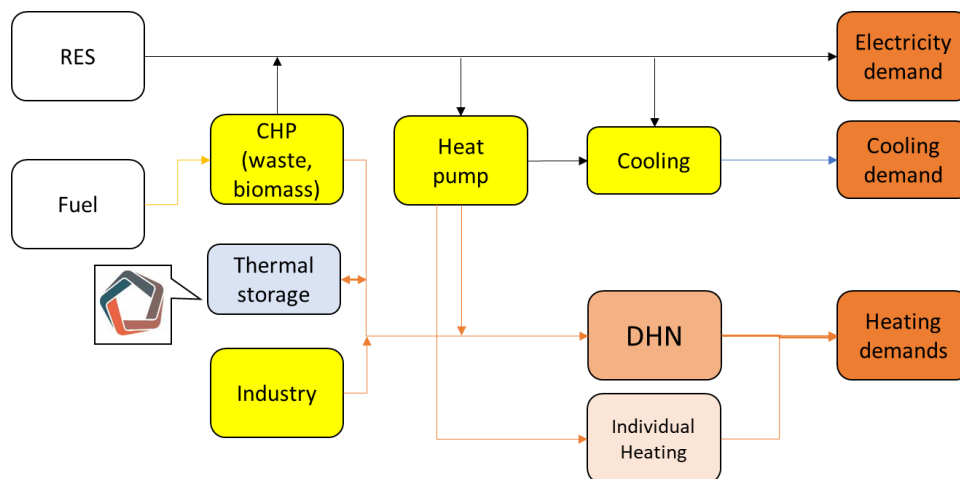 RES
Electricity
demand
CHP
(waste,
biomass)
Heat
pump
Cooling
Cooling
demand
Fuel
Thermal
storage
DHN
Heating
demands
Industry
Individual
Heating